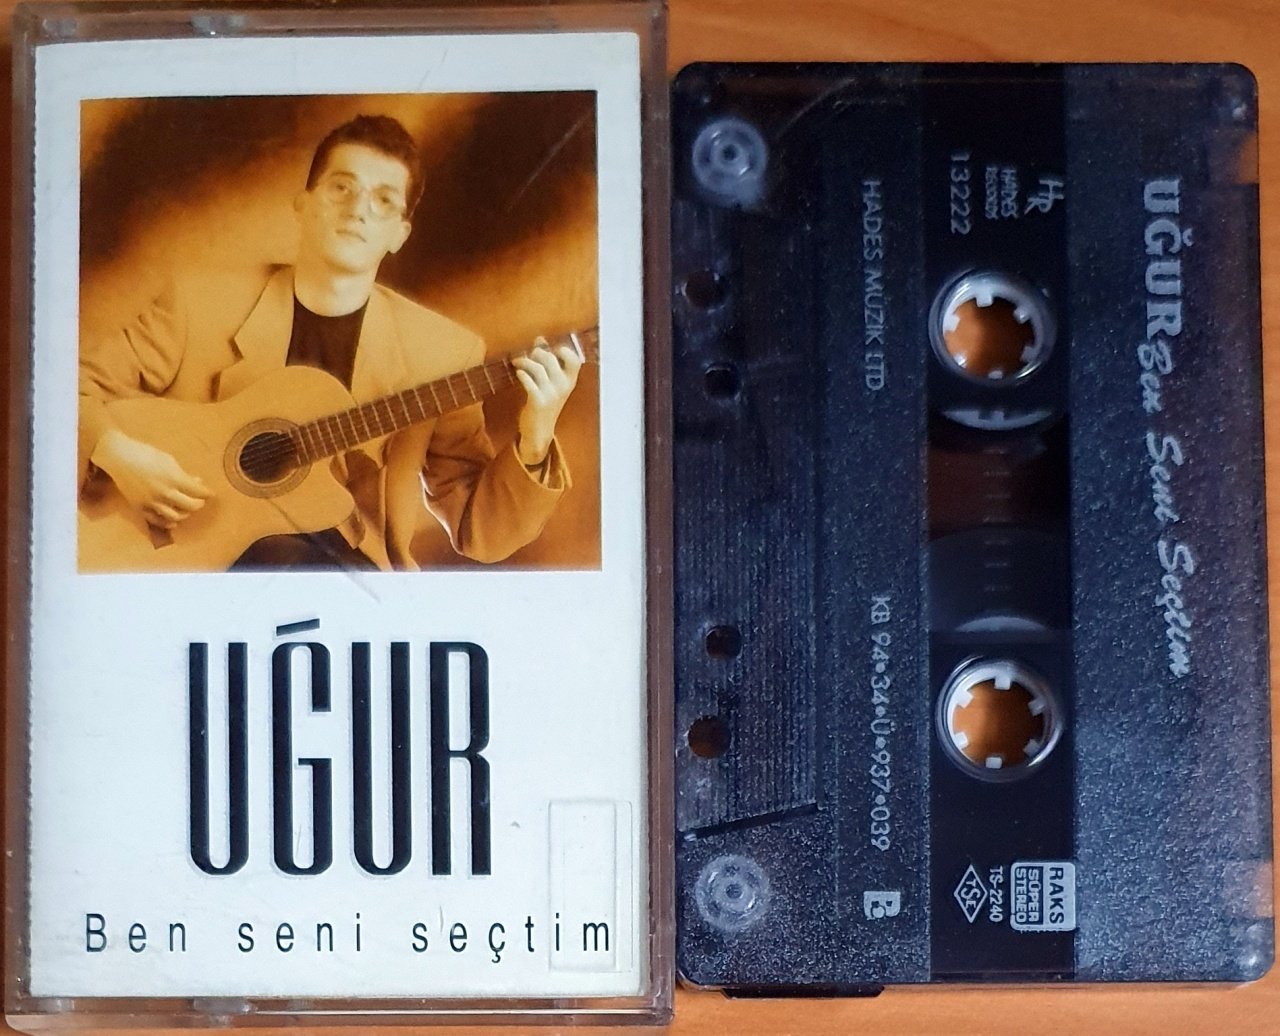 UĞUR
Ben seni seçtim
UĞUR Ben Seni Seçtim
HR
HADES
RECORDS
13222
HADES MÜZİK LTD.
KB 94•34•Ü•937•039
B
RAKS
SÜPER
STEREO
TS-2240
TSE